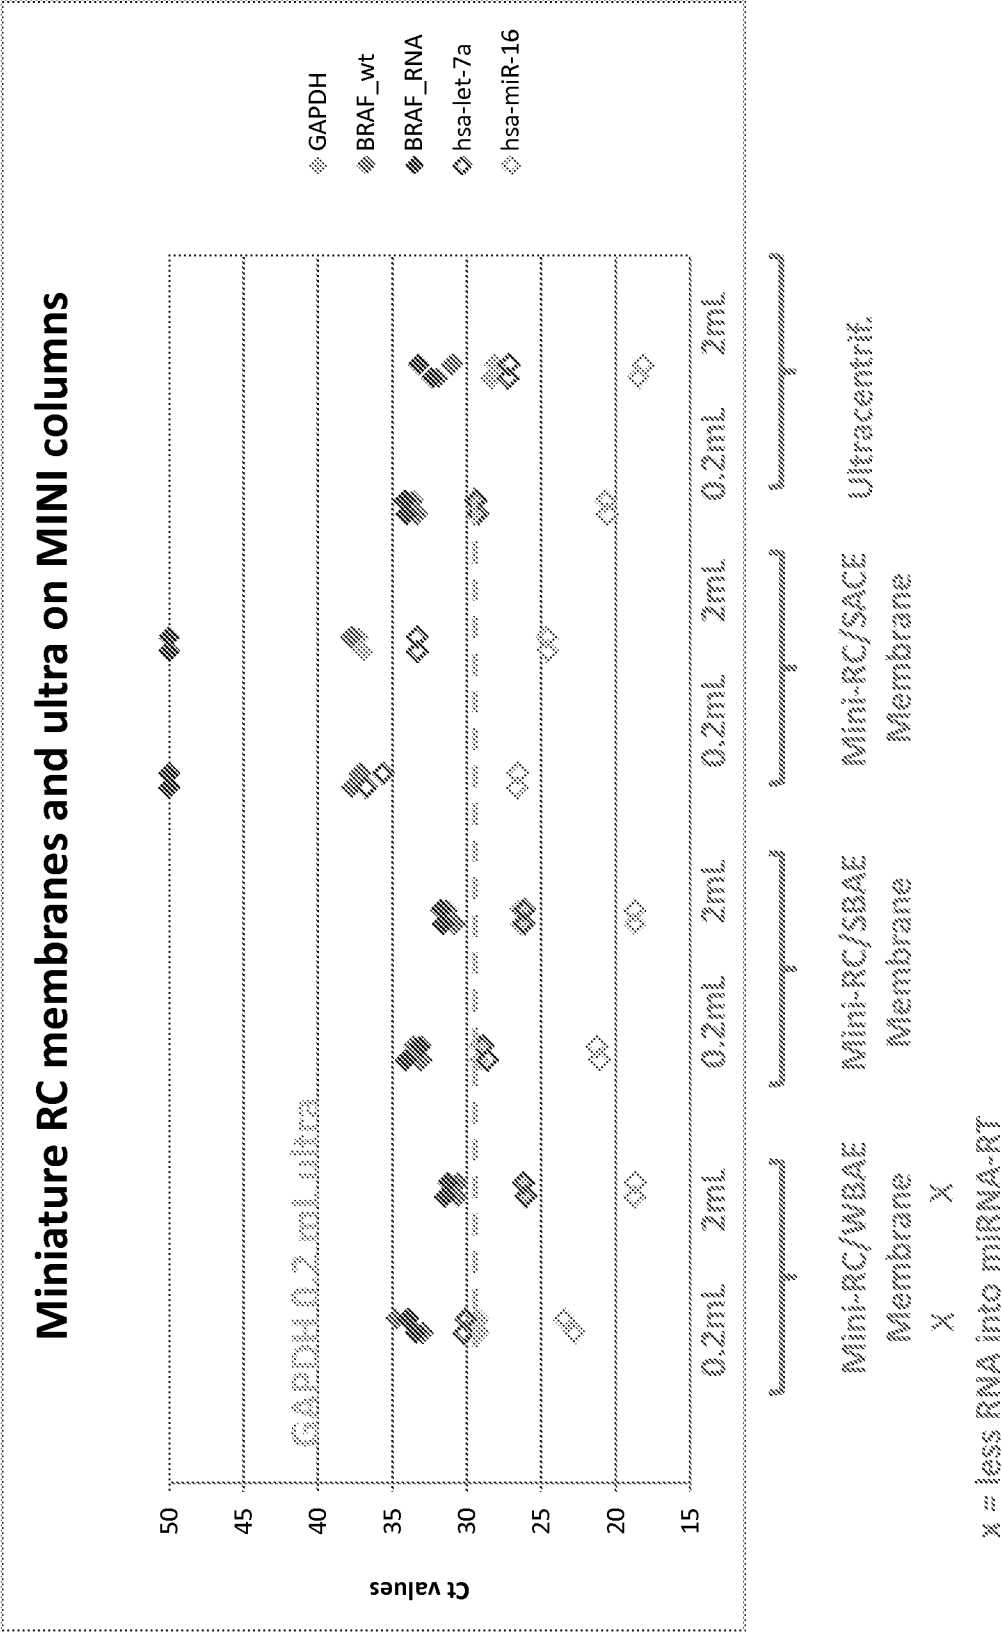 Miniature RC membranes and ultra on MINI columns
GAPDH 0.2 mL ultra
Ct values
50
45
40
35
30
25
20
15
GAPDH
BRAF_wt
BRAF_RNA
hsa-let-7a
hsa-miR-16
0.2mL 2mL 0.2mL 2mL 0.2mL 2mL 0.2mL 2mL
Mini-RC/WBAE
Membrane
X X
Mini-RC/SBAE
Membrane
Mini-RC/SACE
Membrane
Ultracentrif.
x = less RNA into miRNA-RT